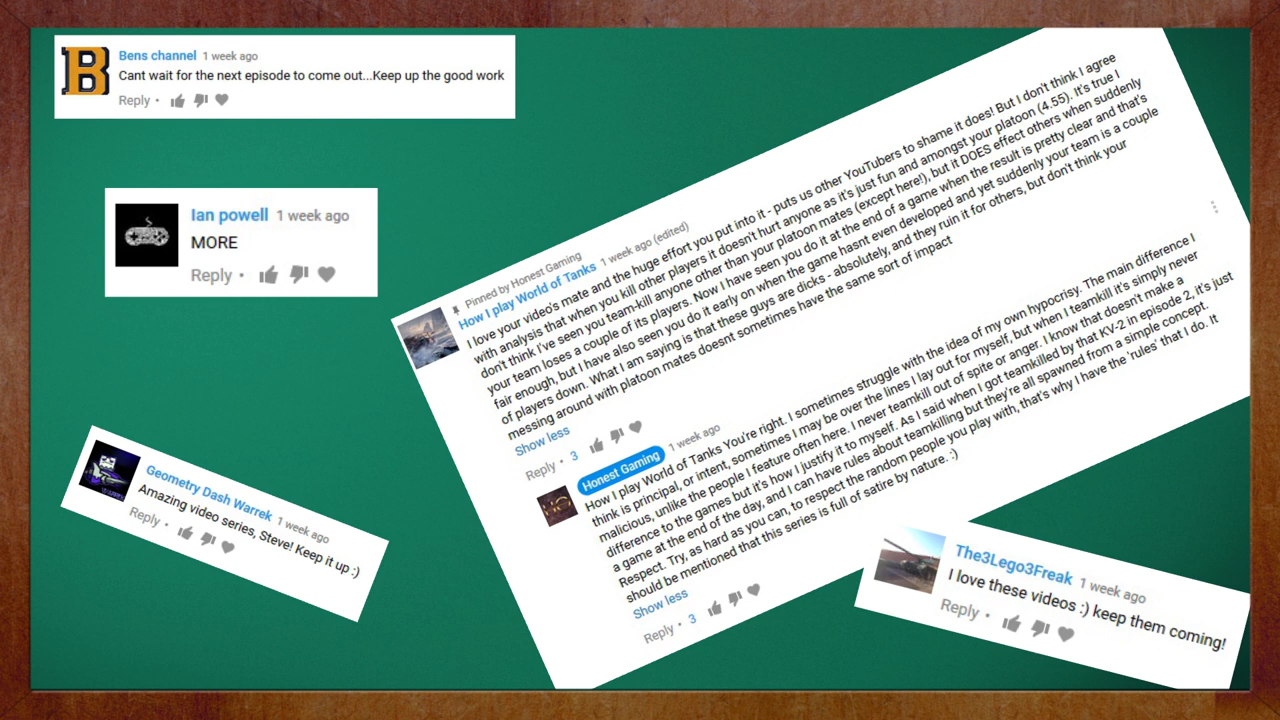 Bens channel 1 week ago
Cant wait for the next episode to come out...Keep up the good work
Reply •
Ian powell 1 week ago
MORE
Reply •
Pinned by Honest Gaming
How I play World of Tanks 1 week ago (edited)
I love your video's mate and the huge effort you put into it - puts us other YouTubers to shame it does! But I don't think I agree
with analysis that when you kill other players it doesn't hurt anyone as it's just fun and amongst your platoon (4.55). It's true I
don't think I've seen you team-kill anyone other than your platoon mates (except here!), but it DOES effect others when suddenly
your team loses a couple of its players. Now I have seen you do it at the end of a game when the result is pretty clear and that's
fair enough, but I have also seen you do it early on when the game hasnt even developed and yet suddenly your team is a couple
of players down. What I am saying is that these guys are dicks - absolutely, and they ruin it for others, but don't think your
messing around with platoon mates doesnt sometimes have the same sort of impact
Show less
Reply • 3
Honest Gaming 1 week ago
How I play World of Tanks You're right. I sometimes struggle with the idea of my own hypocrisy. The main difference I
think is principal, or intent, sometimes I may be over the lines I lay out for myself, but when I teamkill it's simply never
malicious, unlike the people I feature often here. I never teamkill out of spite or anger. I know that doesn't make a
difference to the games but it's how I justify it to myself. As I said when I got teamkilled by that KV-2 in episode 2, it's just
a game at the end of the day, and I can have rules about teamkilling but they're all spawned from a simple concept.
Respect. Try, as hard as you can, to respect the random people you play with, that's why I have the 'rules' that I do. It
should be mentioned that this series is full of satire by nature. :)
Show less
Reply • 3
Geometry Dash Warrek 1 week ago
Amazing video series, Steve! Keep it up :)
Reply •
The3Lego3Freak 1 week ago
I love these videos :) keep them coming!
Reply •